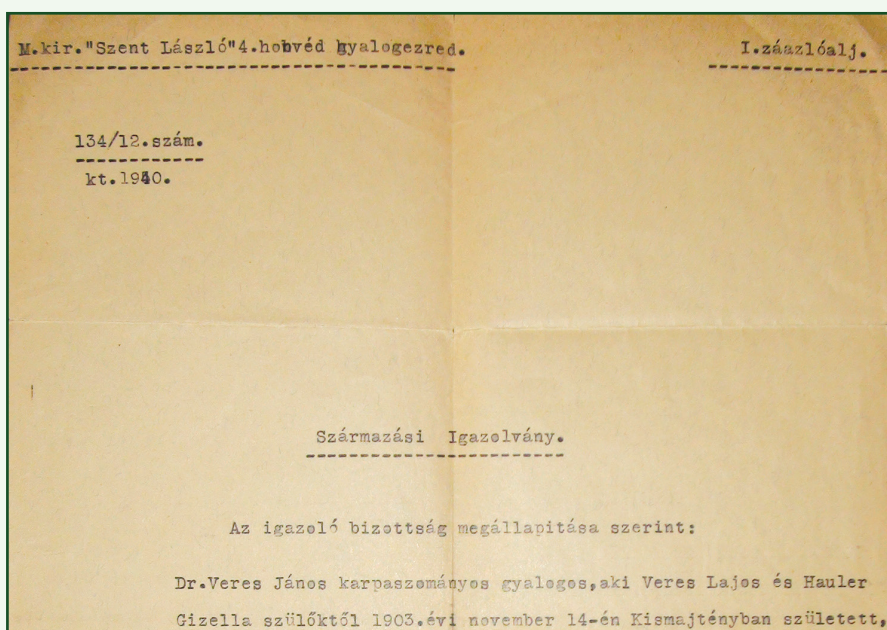 M.kir."Szent László"4.honvéd gyalogezred. I.záazlóalj.
134/12.szám.
kt.1940.
Származási Igazolvány.
Az igazoló bizottság megállapitása szerint:
Dr.Veres János karpaszományos gyalogos,aki Veres Lajos és Hauler
Gizella szülőktől 1903.évi november 14-én Kismajtényban született,